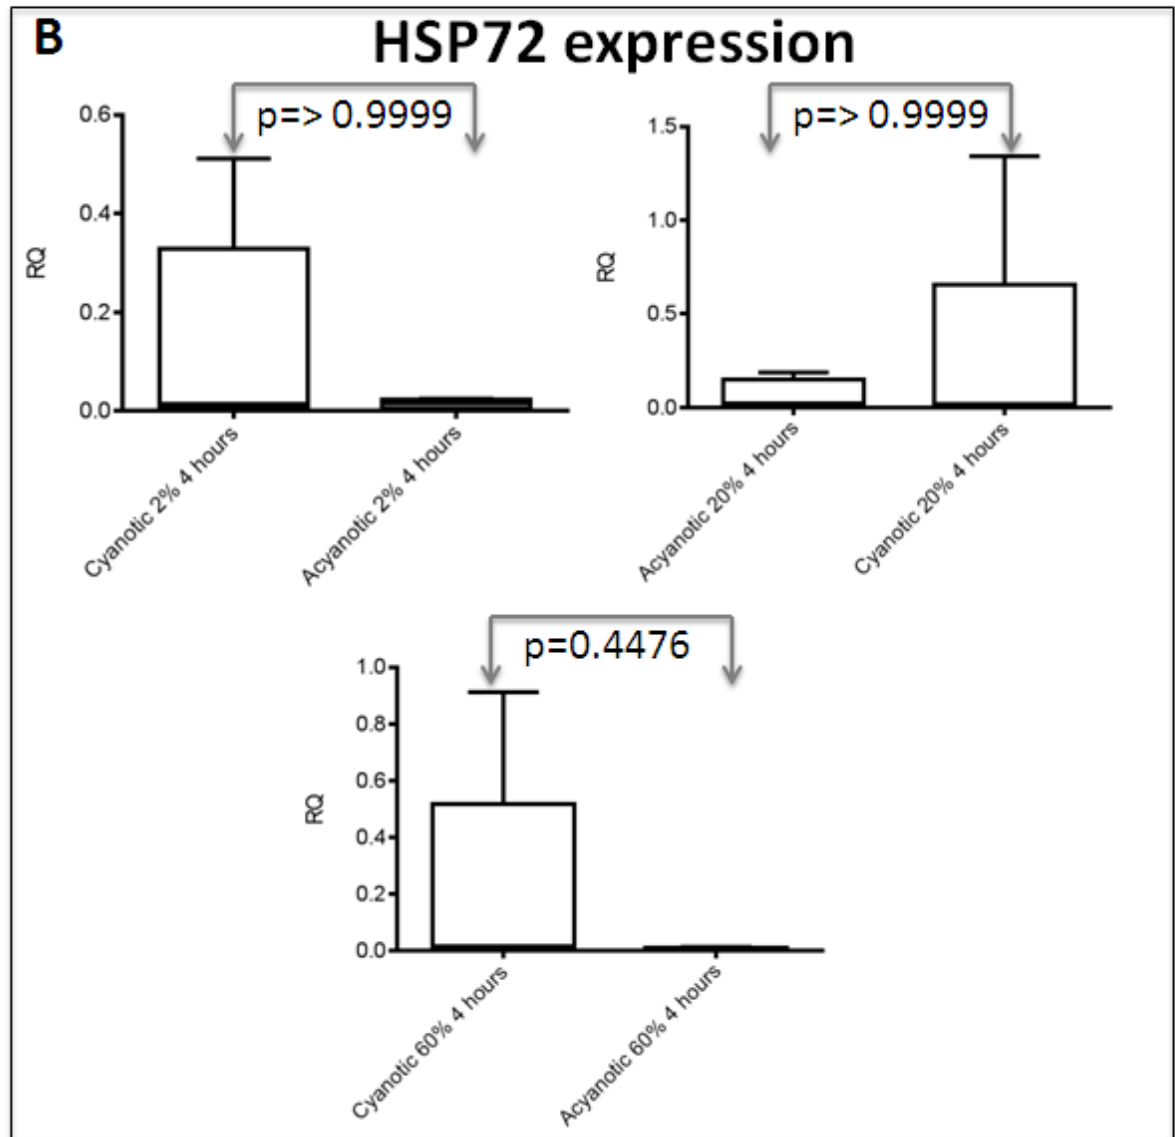 B
HSP72 expression
p=> 0.9999
0.6
0.4
0.2
0.0
RQ
Cyanotic 2% 4 hours
Acyanotic 2% 4 hours
p=> 0.9999
1.5
1.0
0.5
0.0
RQ
Acyanotic 20% 4 hours
Cyanotic 20% 4 hours
p=0.4476
1.0
0.8
0.6
0.4
0.2
0.0
RQ
Cyanotic 60% 4 hours
Acyanotic 60% 4 hours